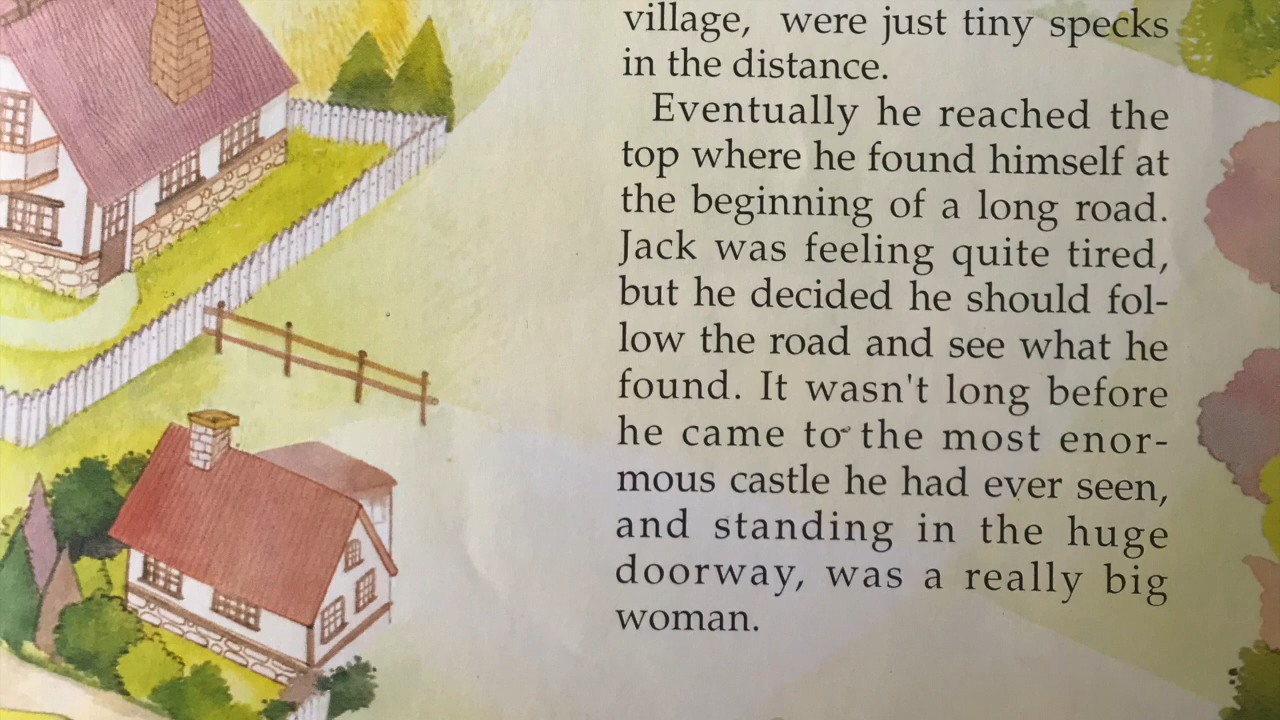 village, were just tiny specks
in the distance.
Eventually he reached the
top where he found himself at
the beginning of a long road.
Jack was feeling quite tired,
but he decided he should fol-
low the road and see what he
found. It wasn't long before
he came to the most enor-
mous castle he had ever seen,
and standing in the huge
doorway, was a really big
woman.